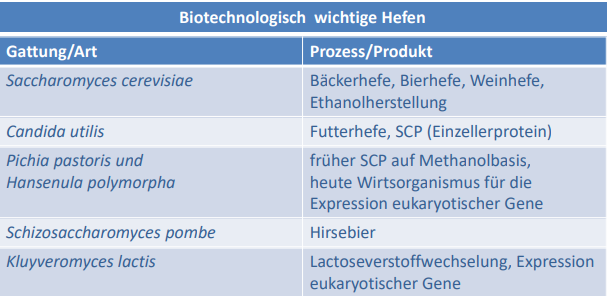 Biotechnologisch wichtige Hefen
Gattung/Art Prozess/Produkt
Saccharomyces cerevisiae Bäckerhefe, Bierhefe, Weinhefe,
Ethanolherstellung
Candida utilis Futterhefe, SCP (Einzellerprotein)
Pichia pastoris und früher SCP auf Methanolbasis,
Hansenula polymorpha heute Wirtsorganismus für die
Expression eukaryotischer Gene
Schizosaccharomyces pombe Hirsebier
Kluyveromyces lactis Lactoseverstoffwechselung, Expression
eukaryotischer Gene